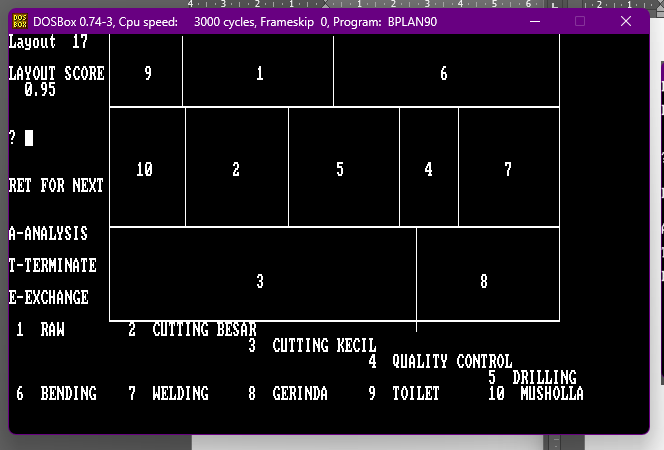 DOSBox 0.74-3, Cpu speed: 3000 cycles, Frameskip 0, Program: BPLAN90
Layout 17
LAYOUT SCORE
0.95
?
RET FOR NEXT
A-ANALYSIS
T-TERMINATE
E-EXCHANGE
9 1 6
10 2 5 4 7
3 8
1 RAW 2 CUTTING BESAR
3 CUTTING KECIL
4 QUALITY CONTROL
5 DRILLING
6 BENDING 7 WELDING 8 GERINDA 9 TOILET 10 MUSHOLLA